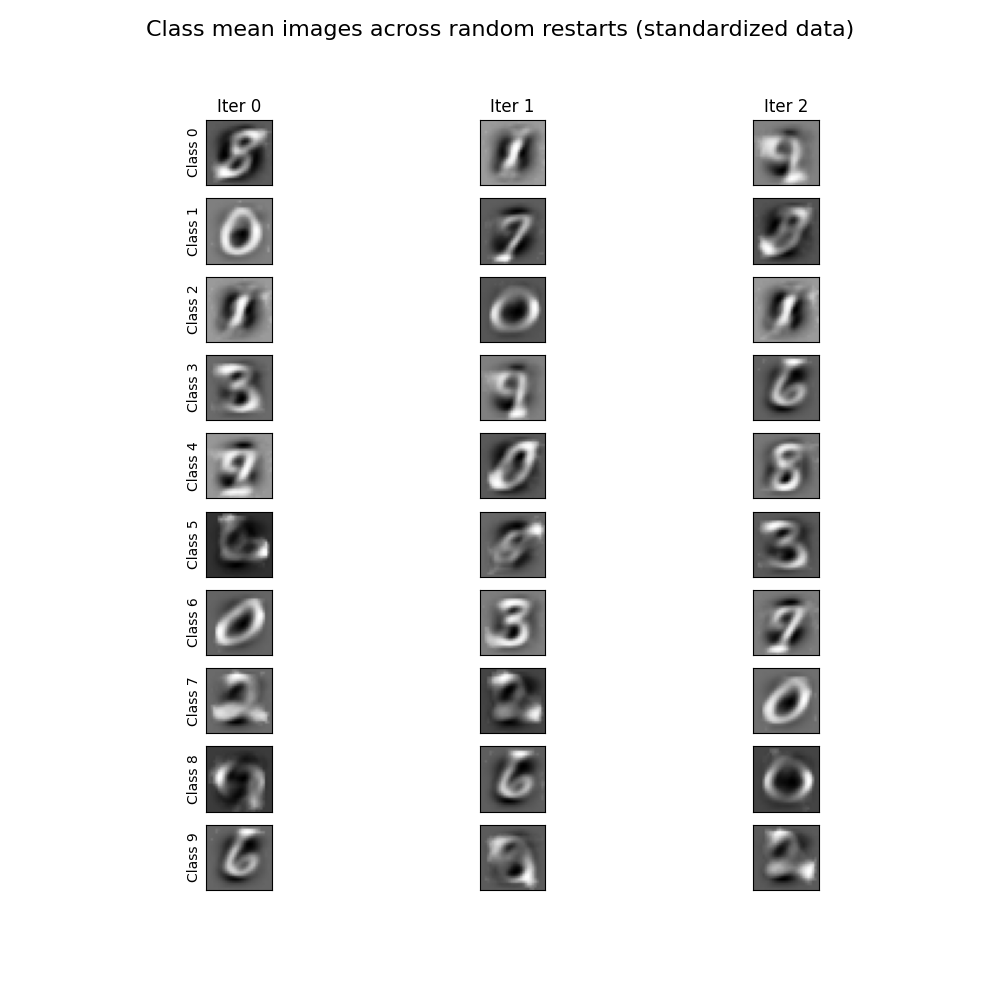 Class mean images across random restarts (standardized data)
Iter 0 Iter 1 Iter 2
Class 0
Class 1
Class 2
Class 3
Class 4
Class 5
Class 6
Class 7
Class 8
Class 9